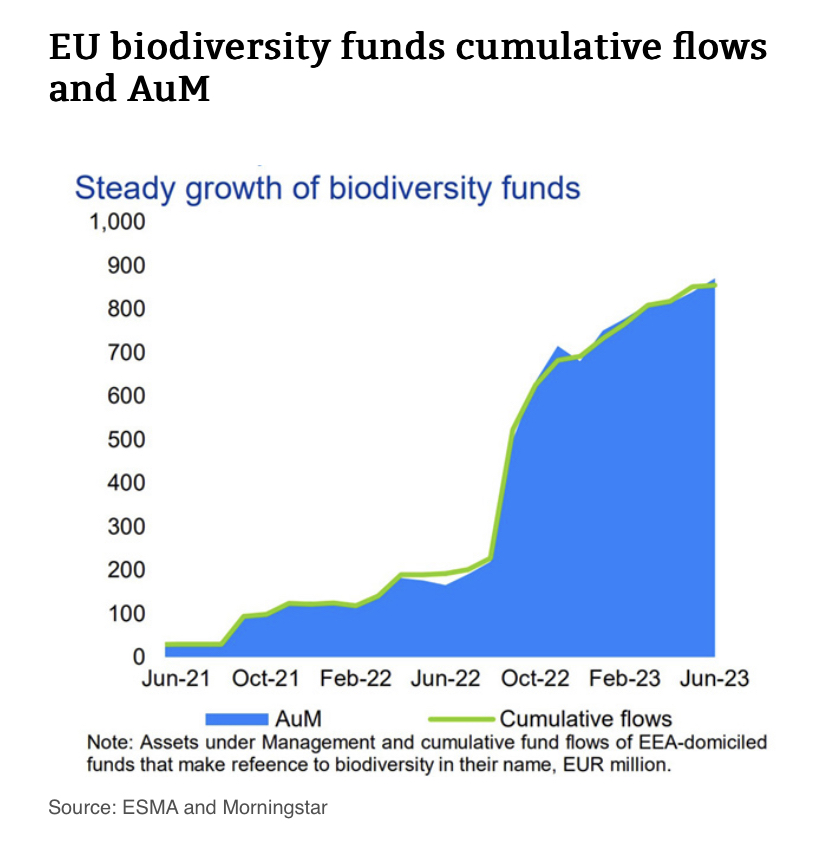 EU biodiversity funds cumulative flows
and AuM
Steady growth of biodiversity funds
1,000
900
800
700
600
500
400
300
200
100
0
Jun-21 Oct-21 Feb-22 Jun-22 Oct-22 Feb-23 Jun-23
AuM Cumulative flows
Note: Assets under Management and cumulative fund flows of EEA-domiciled
funds that make refeence to biodiversity in their name, EUR million.
Source: ESMA and Morningstar